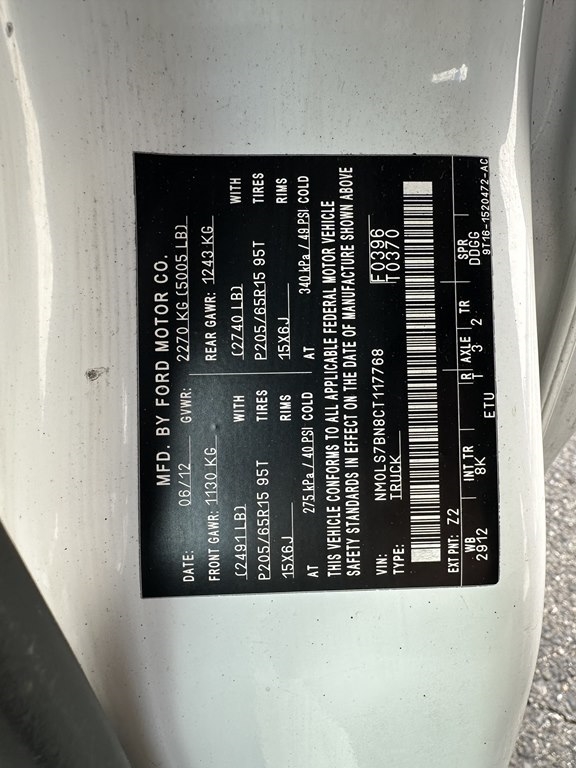 MFD. BY FORD MOTOR CO.
DATE: 06/12 GVWR: 2270 KG (5005 LB)
FRONT GAWR: 1130 KG REAR GAWR: 1243 KG
(2491 LB) WITH (2740 LB) WITH
P205/65R15 95T TIRES P205/65R15 95T TIRES
15X6J RIMS 15X6J RIMS
AT 275 kPa / 40 PSI COLD AT 340 kPa / 49 PSI COLD
THIS VEHICLE CONFORMS TO ALL APPLICABLE FEDERAL MOTOR VEHICLE
SAFETY STANDARDS IN EFFECT ON THE DATE OF MANUFACTURE SHOWN ABOVE
VIN: NM0LS7BN8CT117768 F0396
TYPE: TRUCK T0370
EXT PNT: Z2
WB INT TR R AXLE TR SPR
2912 8K T 3 2 DDGG
ETU 9T16-1520472-AC